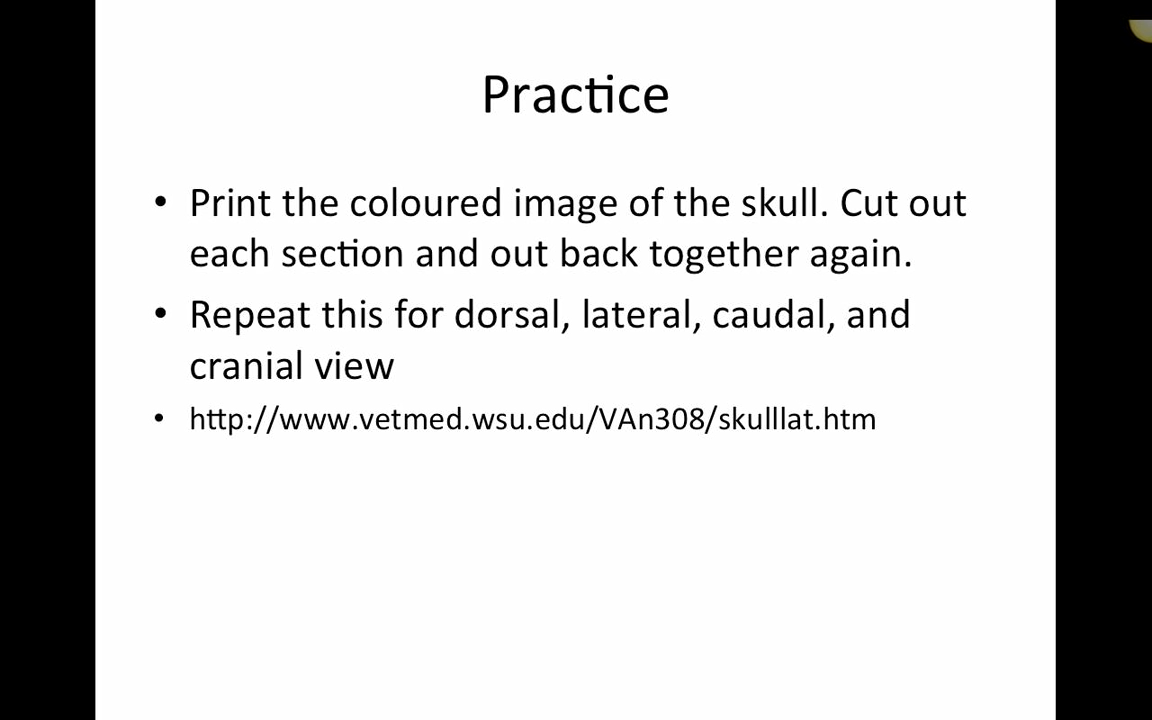 Practice
• Print the coloured image of the skull. Cut out
each section and out back together again.
• Repeat this for dorsal, lateral, caudal, and
cranial view
• http://www.vetmed.wsu.edu/VAn308/skulllat.htm